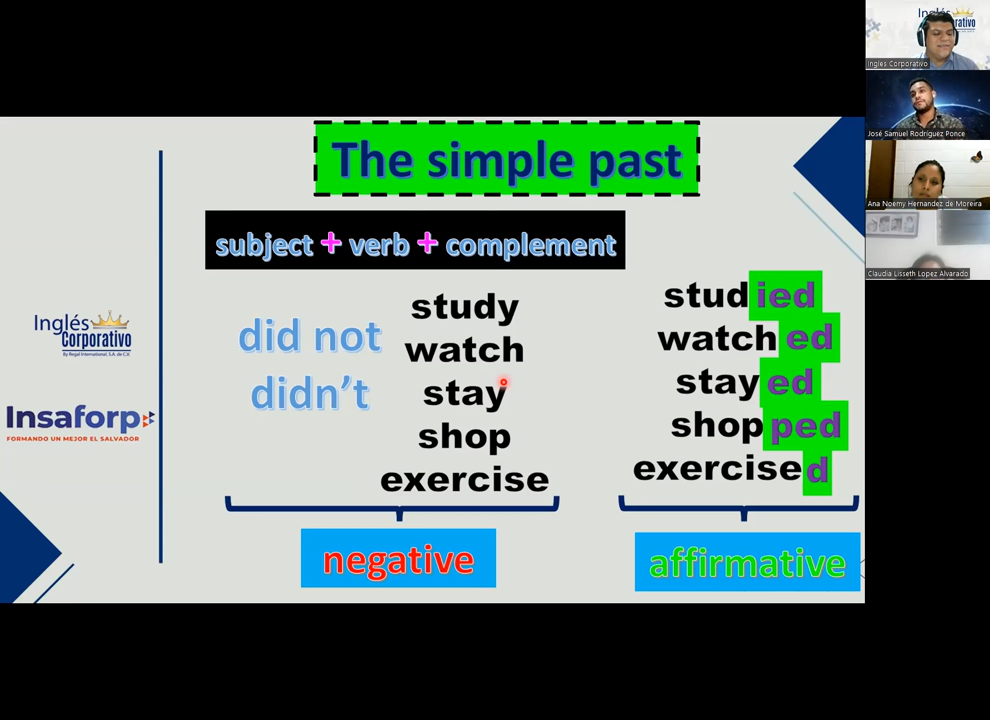 The simple past
subject + verb + complement
did not
didn't
study
watch
stay
shop
exercise
negative
studied
watched
stayed
shopped
exercised
affirmative
Inglés
Corporativo
By Regal International, S.A. de C.V.
Insaforp
FORMANDO UN MEJOR EL SALVADOR
Inglés
Ingles Corporativo
José Samuel Rodríguez Ponce
Ana Noemy Hernandez de Moreira
Claudia Lisseth Lopez Alvarado